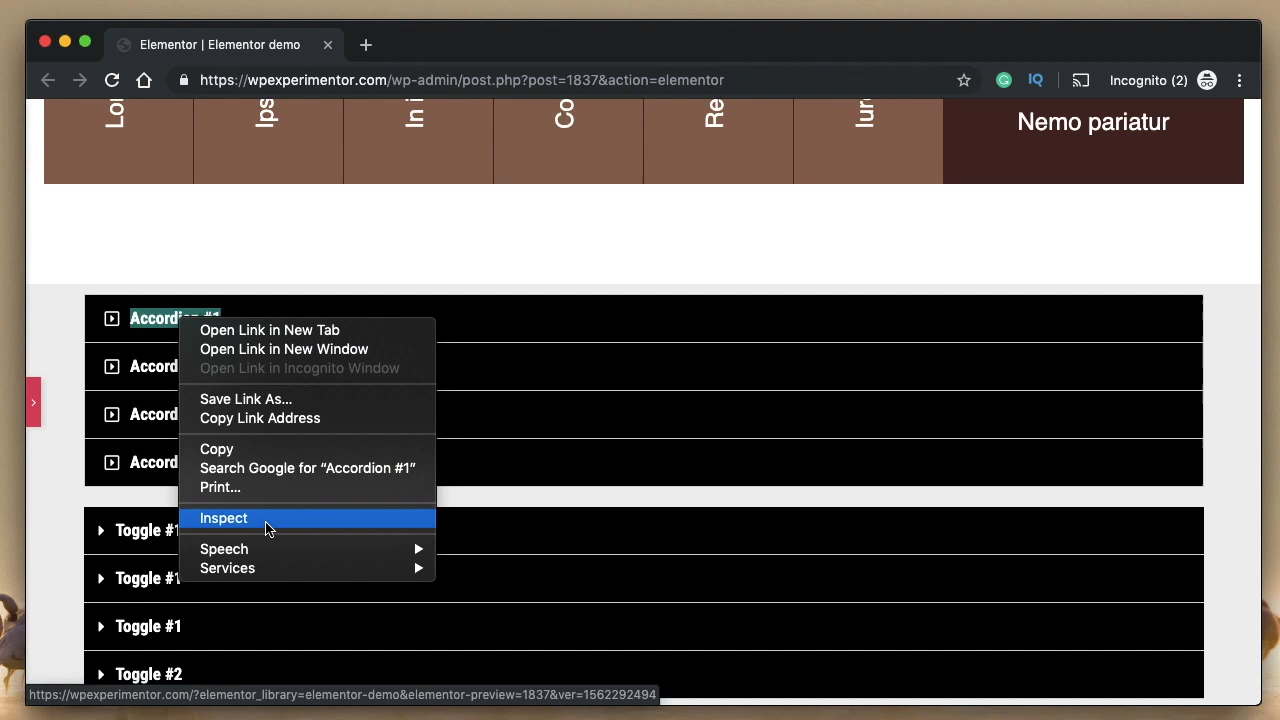 Elementor | Elementor demo
https://wpexperimentor.com/wp-admin/post.php?post=1837&action=elementor
IQ
Incognito (2)
In i
Co
Re
Nemo pariatur
Accordion #1
Open Link in New Tab
Open Link in New Window
Open Link in Incognito Window
Save Link As...
Copy Link Address
Copy
Search Google for “Accordion #1”
Print...
Inspect
Speech
Services
Accord
Accord
Accord
Toggle #1
Toggle #1
Toggle #1
Toggle #2
https://wpexperimentor.com/?elementor_library=elementor-demo&elementor-preview=1837&ver=1562292494